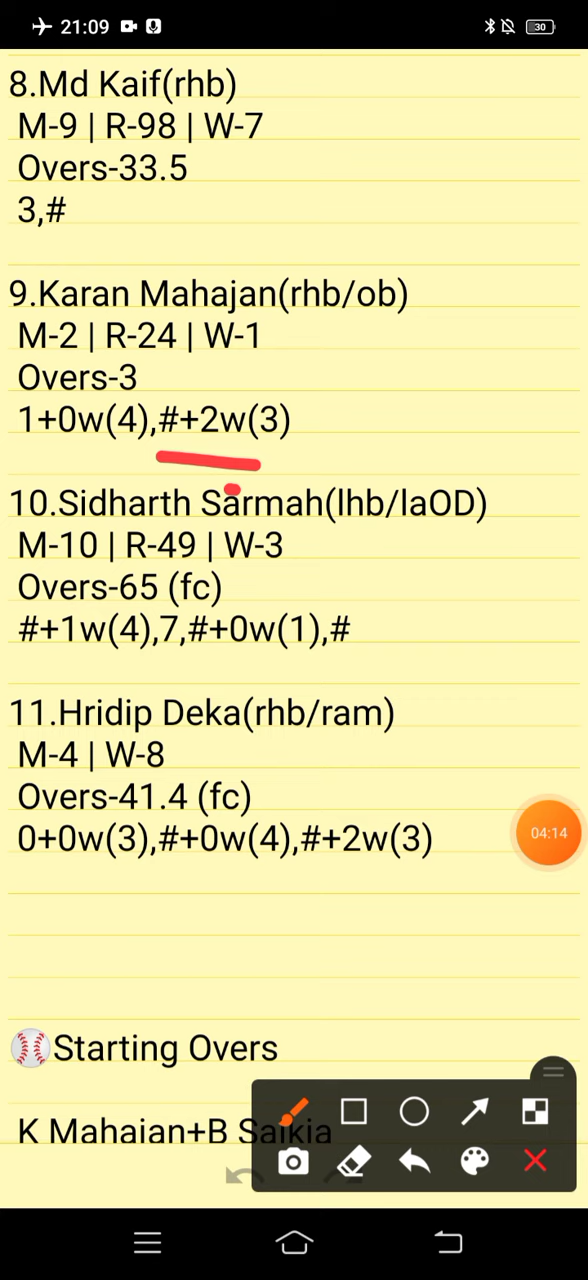 21:09
30
8.Md Kaif(rhb)
M-9 | R-98 | W-7
Overs-33.5
3,#
9.Karan Mahajan(rhb/ob)
M-2 | R-24 | W-1
Overs-3
1+0w(4),#+2w(3)
10.Sidharth Sarmah(lhb/laOD)
M-10 | R-49 | W-3
Overs-65 (fc)
#+1w(4),7,#+0w(1),#
11.Hridip Deka(rhb/ram)
M-4 | W-8
Overs-41.4 (fc)
0+0w(3),#+0w(4),#+2w(3)
04:14
Starting Overs
K Mahajan+B Saikia